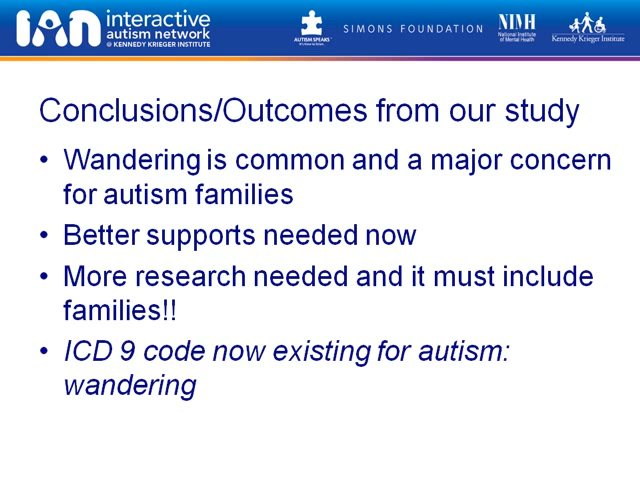 IAN interactive
autism network
@ KENNEDY KRIEGER INSTITUTE
AUTISM SPEAKS
SIMONS FOUNDATION
NIMH
National Institute
of Mental Health
Kennedy Krieger Institute
Conclusions/Outcomes from our study
• Wandering is common and a major concern
for autism families
• Better supports needed now
• More research needed and it must include
families!!
• ICD 9 code now existing for autism:
wandering